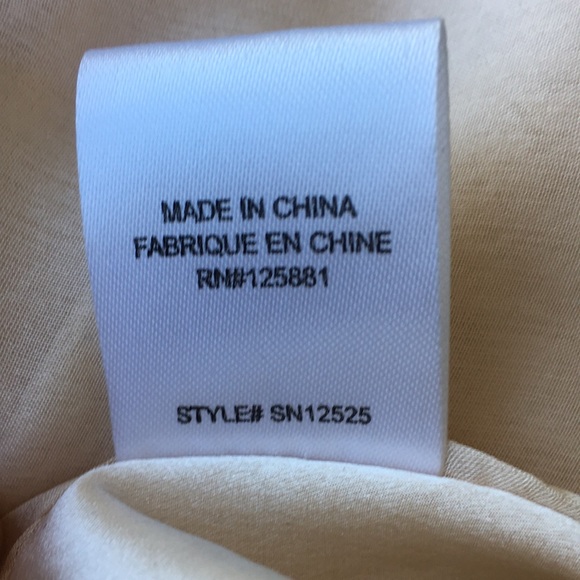 MADE IN CHINA
FABRIQUE EN CHINE
RN#125881
STYLE# SN12525